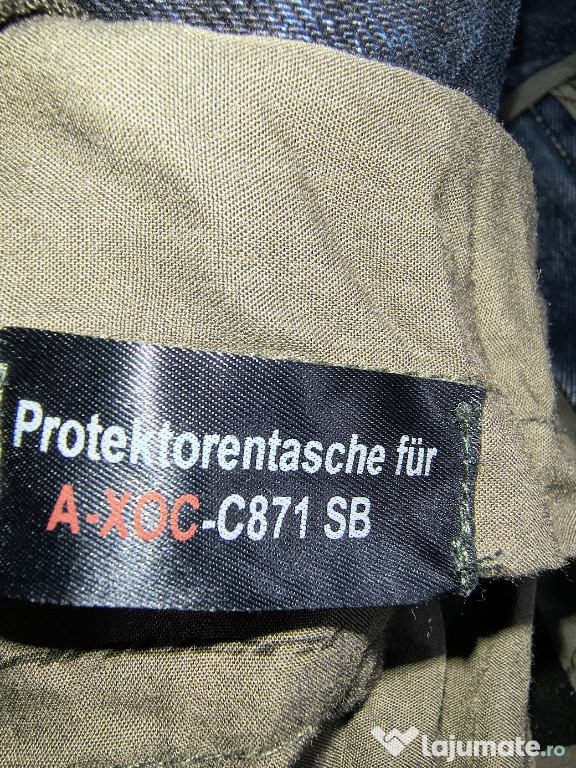 Protektorentasche für
A-XOC-C871 SB
lajumate.ro